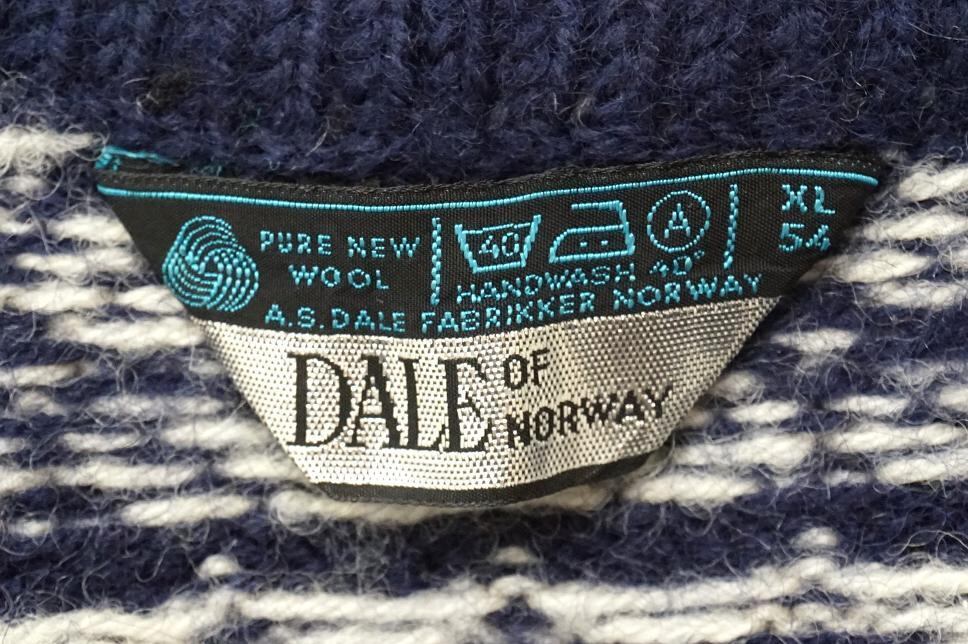 PURE NEW
WOOL
40
A
HANDWASH 40°
XL
54
A.S. DALE FABRIKKER NORWAY
DALE OF
NORWAY